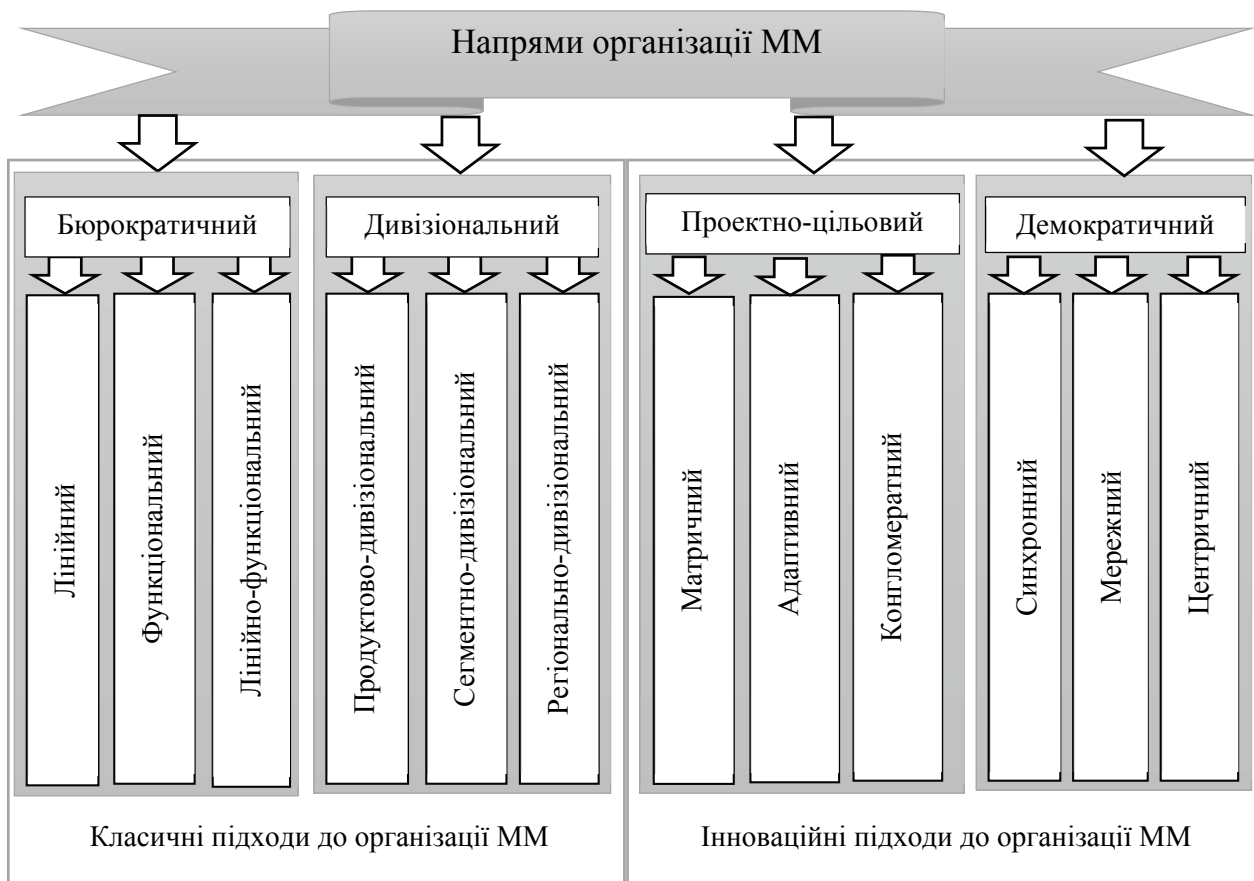 Напрями організації ММ
Бюрократичний
Дивізіональний
Проектно-цільовий
Демократичний
Лінійний
Функціональний
Лінійно-функціональний
Продуктово-дивізіональний
Сегментно-дивізіональний
Регіонально-дивізіональний
Матричний
Адаптивний
Конгломератний
Синхронний
Мережний
Центричний
Класичні підходи до організації ММ
Інноваційні підходи до організації ММ